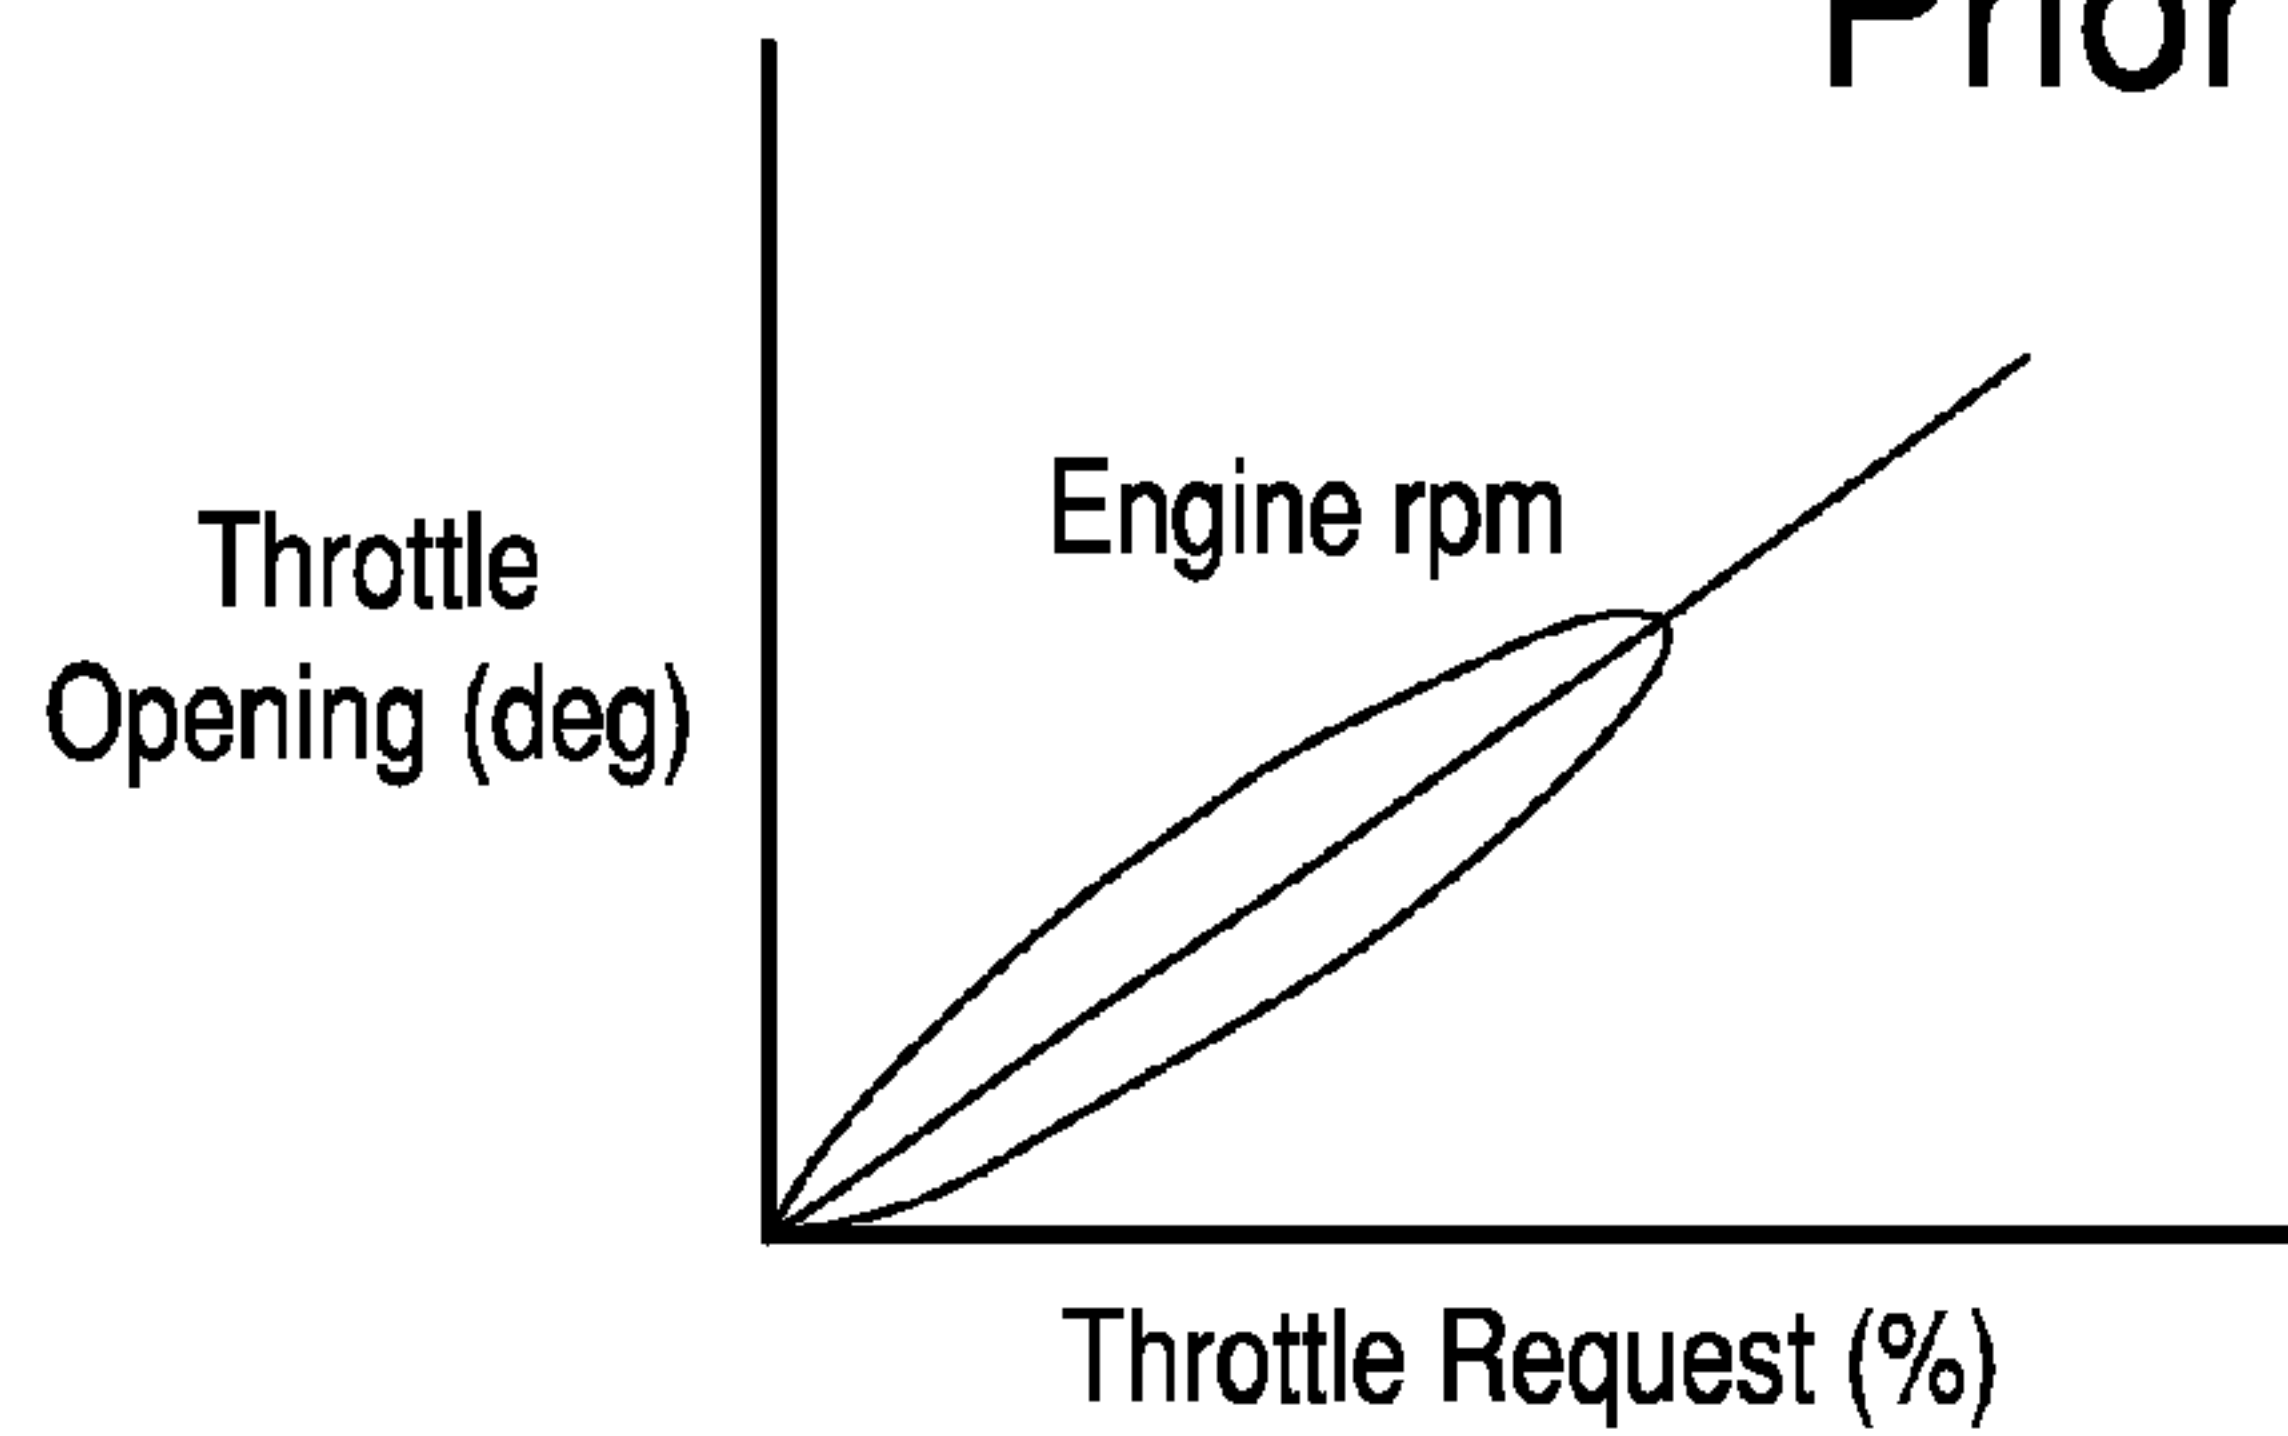 Prior
Engine rpm
Throttle
Opening (deg)
Throttle Request (%)